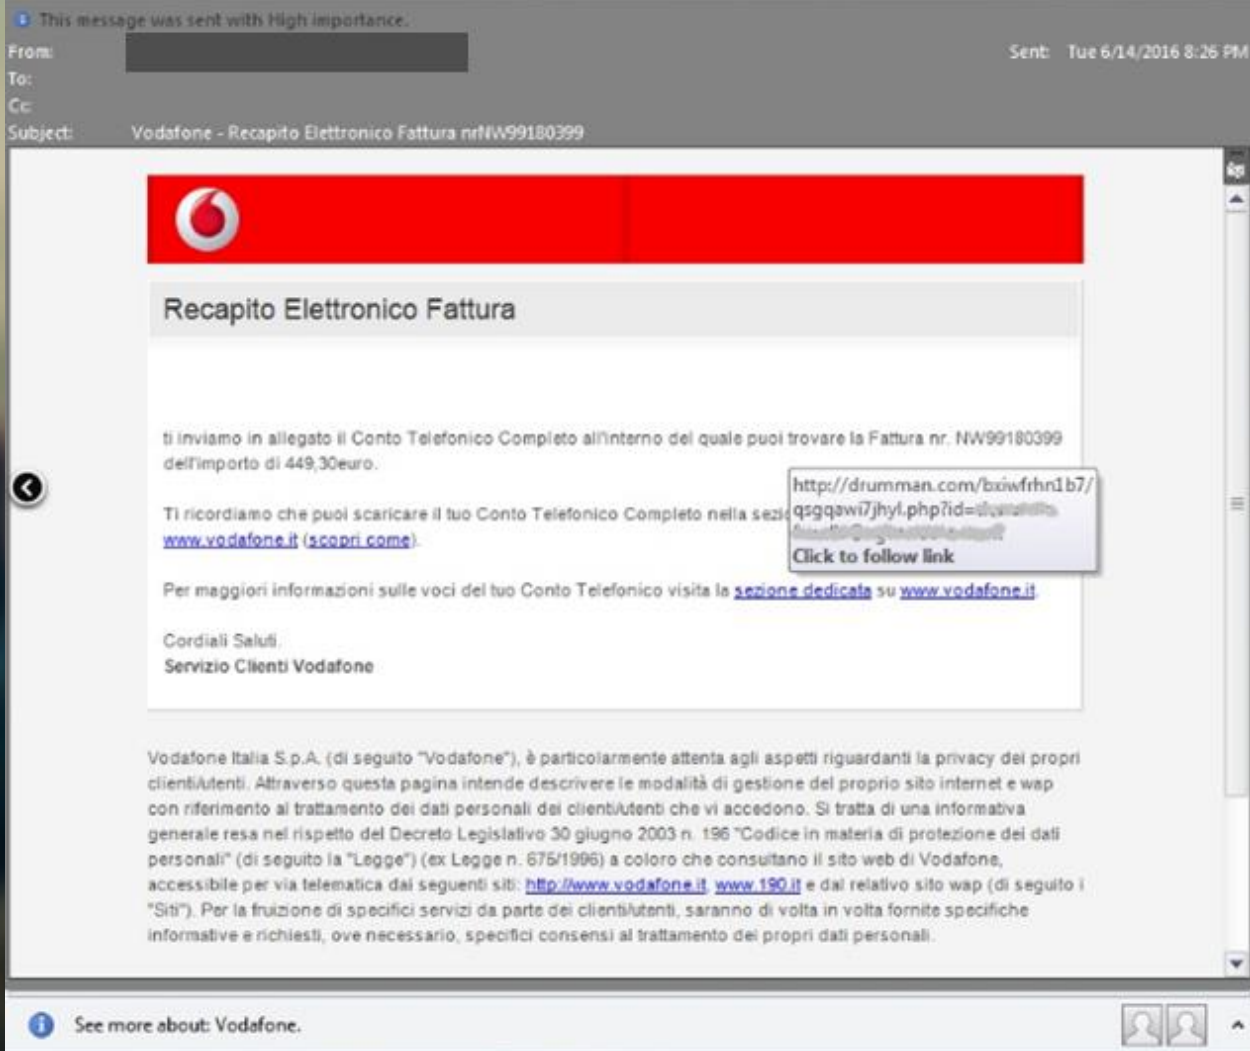 This message was sent with High importance.
From:
Sent: Tue 6/14/2016 8:26 PM
To:
Cc:
Subject: Vodafone - Recapito Elettronico Fattura nrNW99180399
Recapito Elettronico Fattura
ti inviamo in allegato il Conto Telefonico Completo all'interno del quale puoi trovare la Fattura nr. NW99180399
dell'importo di 449,30euro.
Ti ricordiamo che puoi scaricare il tuo Conto Telefonico Completo nella sezi
www.vodafone.it (scopri come).
http://drumman.com/bxiwfrhn1b7/
qsgqawi7jhyl.php?id=
Click to follow link
Per maggiori informazioni sulle voci del tuo Conto Telefonico visita la sezione dedicata su www.vodafone.it.
Cordiali Saluti.
Servizio Clienti Vodafone
Vodafone Italia S.p.A. (di seguito "Vodafone"), è particolarmente attenta agli aspetti riguardanti la privacy dei propri
clienti/utenti. Attraverso questa pagina intende descrivere le modalità di gestione del proprio sito internet e wap
con riferimento al trattamento dei dati personali dei clienti/utenti che vi accedono. Si tratta di una informativa
generale resa nel rispetto del Decreto Legislativo 30 giugno 2003 n. 196 "Codice in materia di protezione dei dati
personali" (di seguito la "Legge") (ex Legge n. 675/1996) a coloro che consultano il sito web di Vodafone,
accessibile per via telematica dai seguenti siti: http://www.vodafone.it, www.190.it e dal relativo sito wap (di seguito i
"Siti"). Per la fruizione di specifici servizi da parte dei clienti/utenti, saranno di volta in volta fornite specifiche
informative e richiesti, ove necessario, specifici consensi al trattamento dei propri dati personali.
See more about: Vodafone.